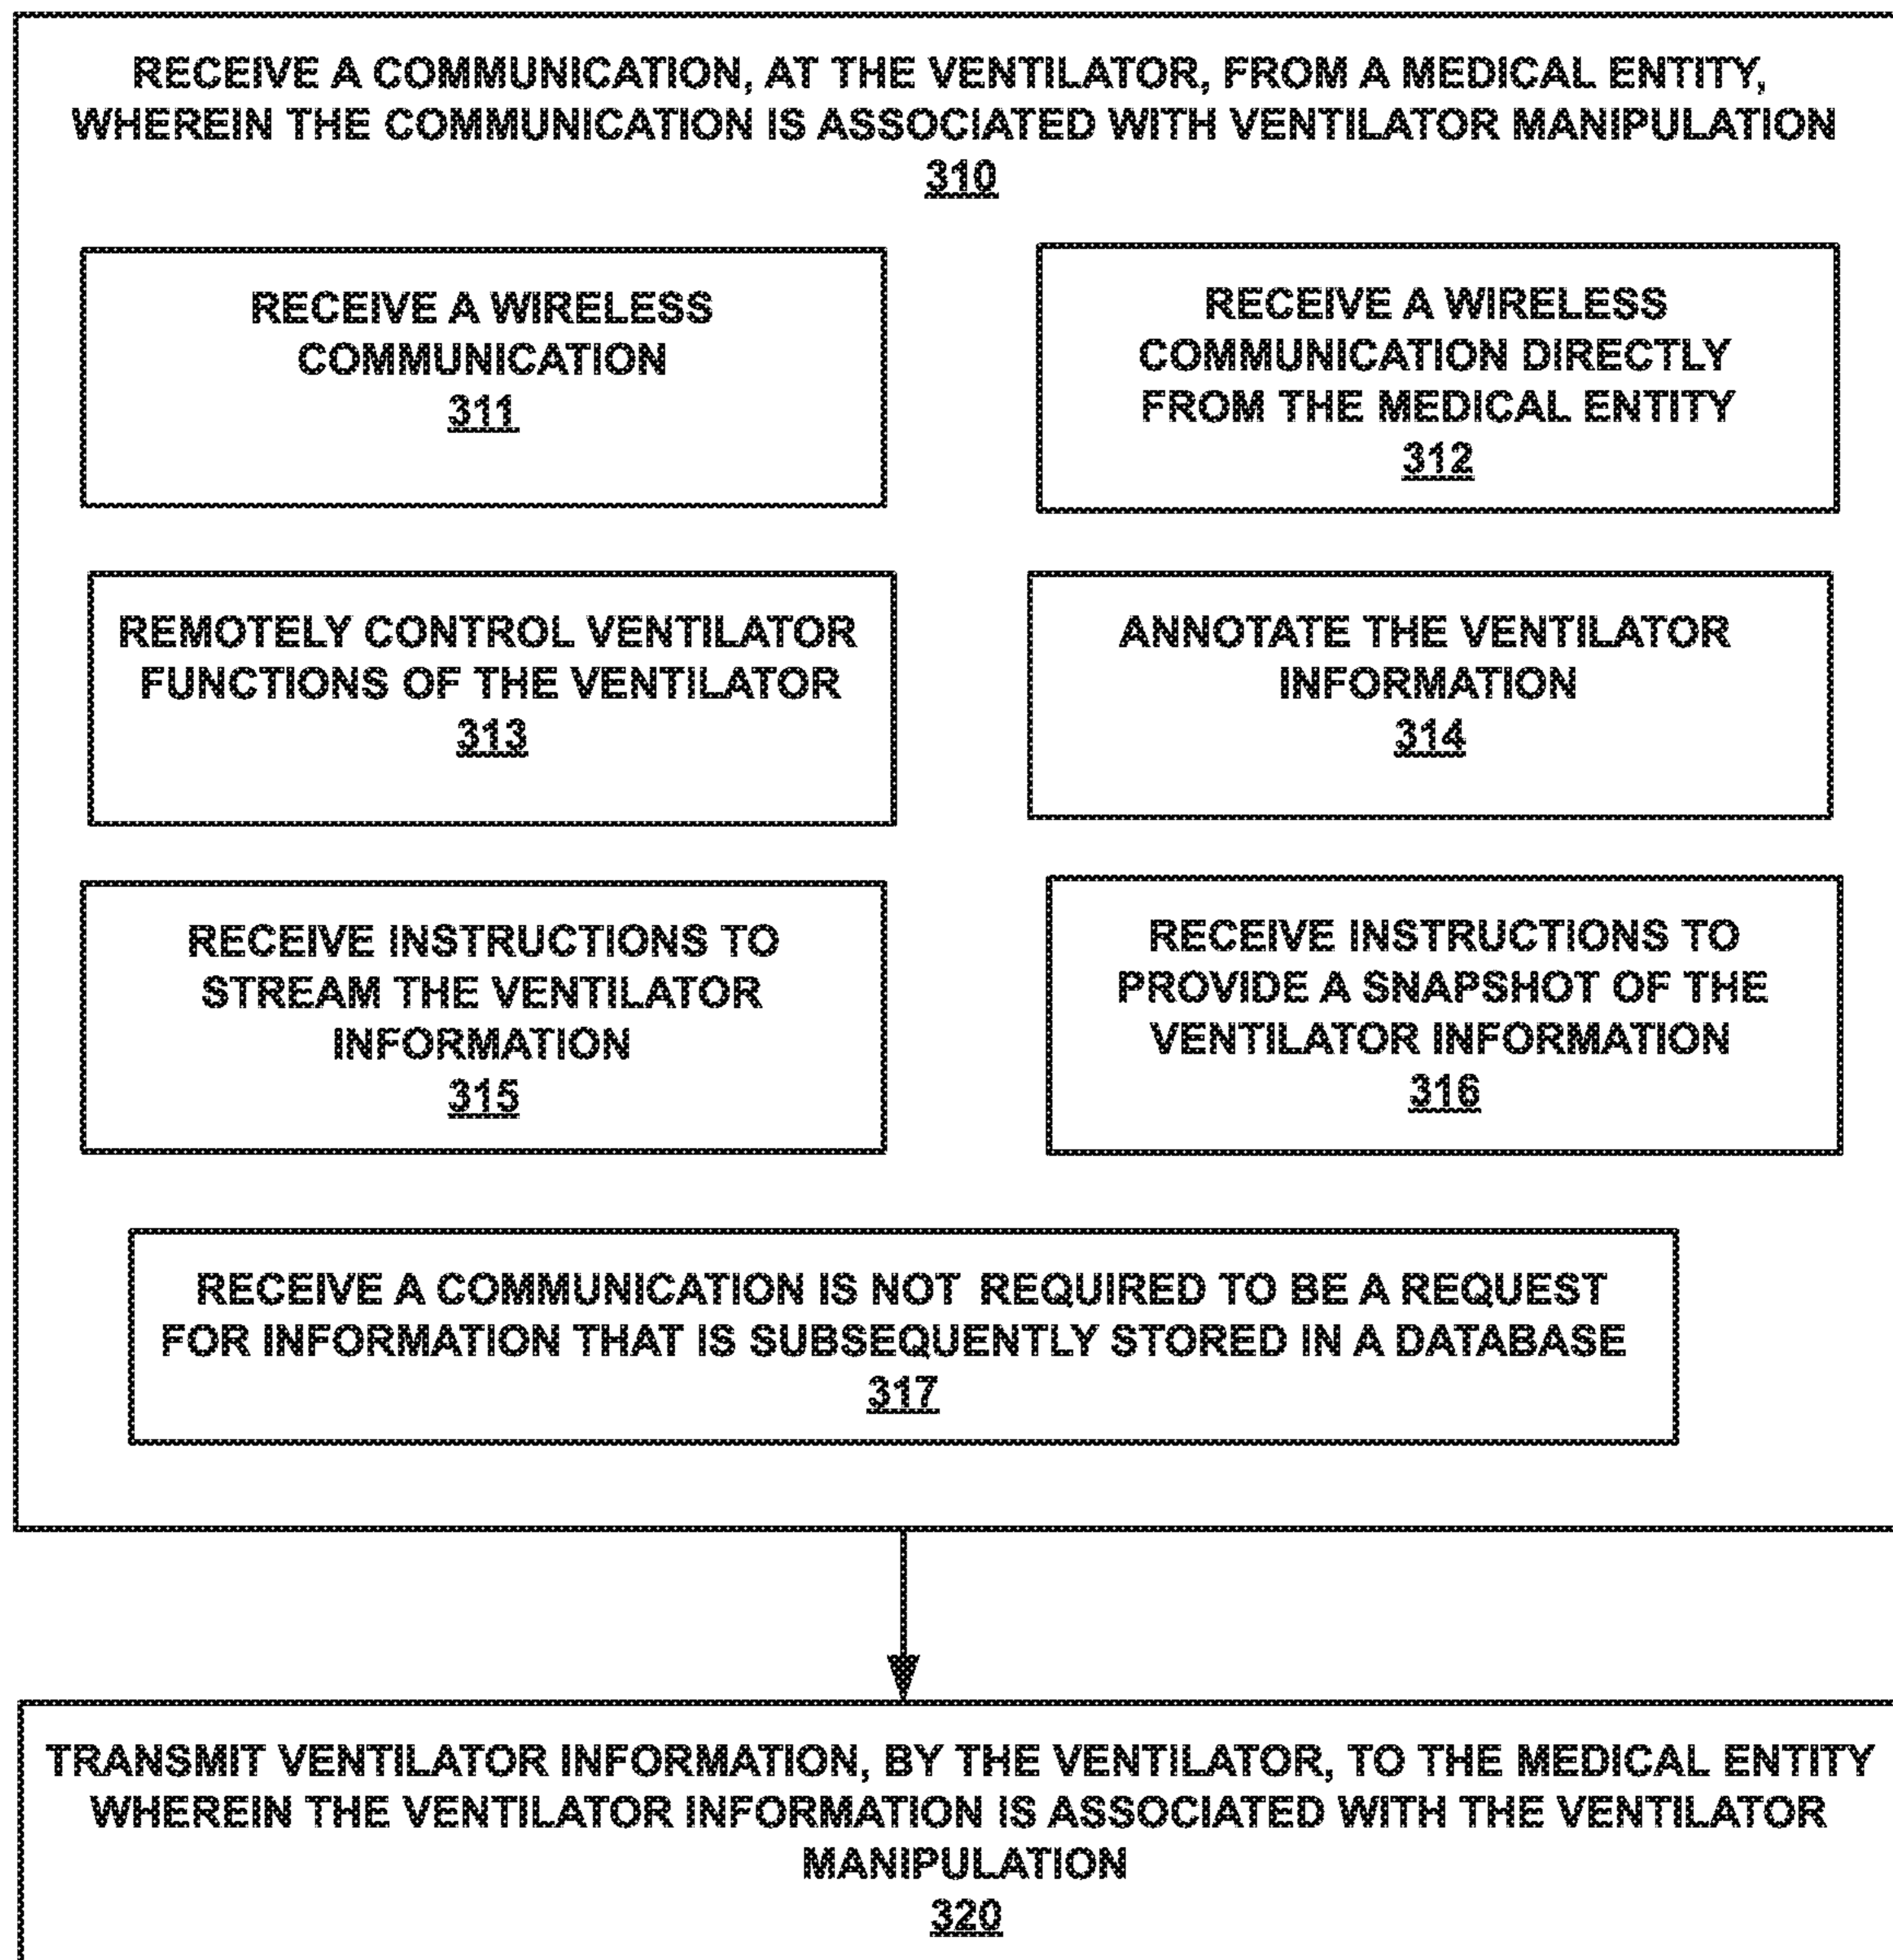 RECEIVE A COMMUNICATION, AT THE VENTILATOR, FROM A MEDICAL ENTITY,
WHEREIN THE COMMUNICATION IS ASSOCIATED WITH VENTILATOR MANIPULATION
310
RECEIVE A WIRELESS
COMMUNICATION
311
RECEIVE A WIRELESS
COMMUNICATION DIRECTLY
FROM THE MEDICAL ENTITY
312
REMOTELY CONTROL VENTILATOR
FUNCTIONS OF THE VENTILATOR
313
ANNOTATE THE VENTILATOR
INFORMATION
314
RECEIVE INSTRUCTIONS TO
STREAM THE VENTILATOR
INFORMATION
315
RECEIVE INSTRUCTIONS TO
PROVIDE A SNAPSHOT OF THE
VENTILATOR INFORMATION
316
RECEIVE A COMMUNICATION IS NOT REQUIRED TO BE A REQUEST
FOR INFORMATION THAT IS SUBSEQUENTLY STORED IN A DATABASE
317
TRANSMIT VENTILATOR INFORMATION, BY THE VENTILATOR, TO THE MEDICAL ENTITY
WHEREIN THE VENTILATOR INFORMATION IS ASSOCIATED WITH THE VENTILATOR
MANIPULATION
320